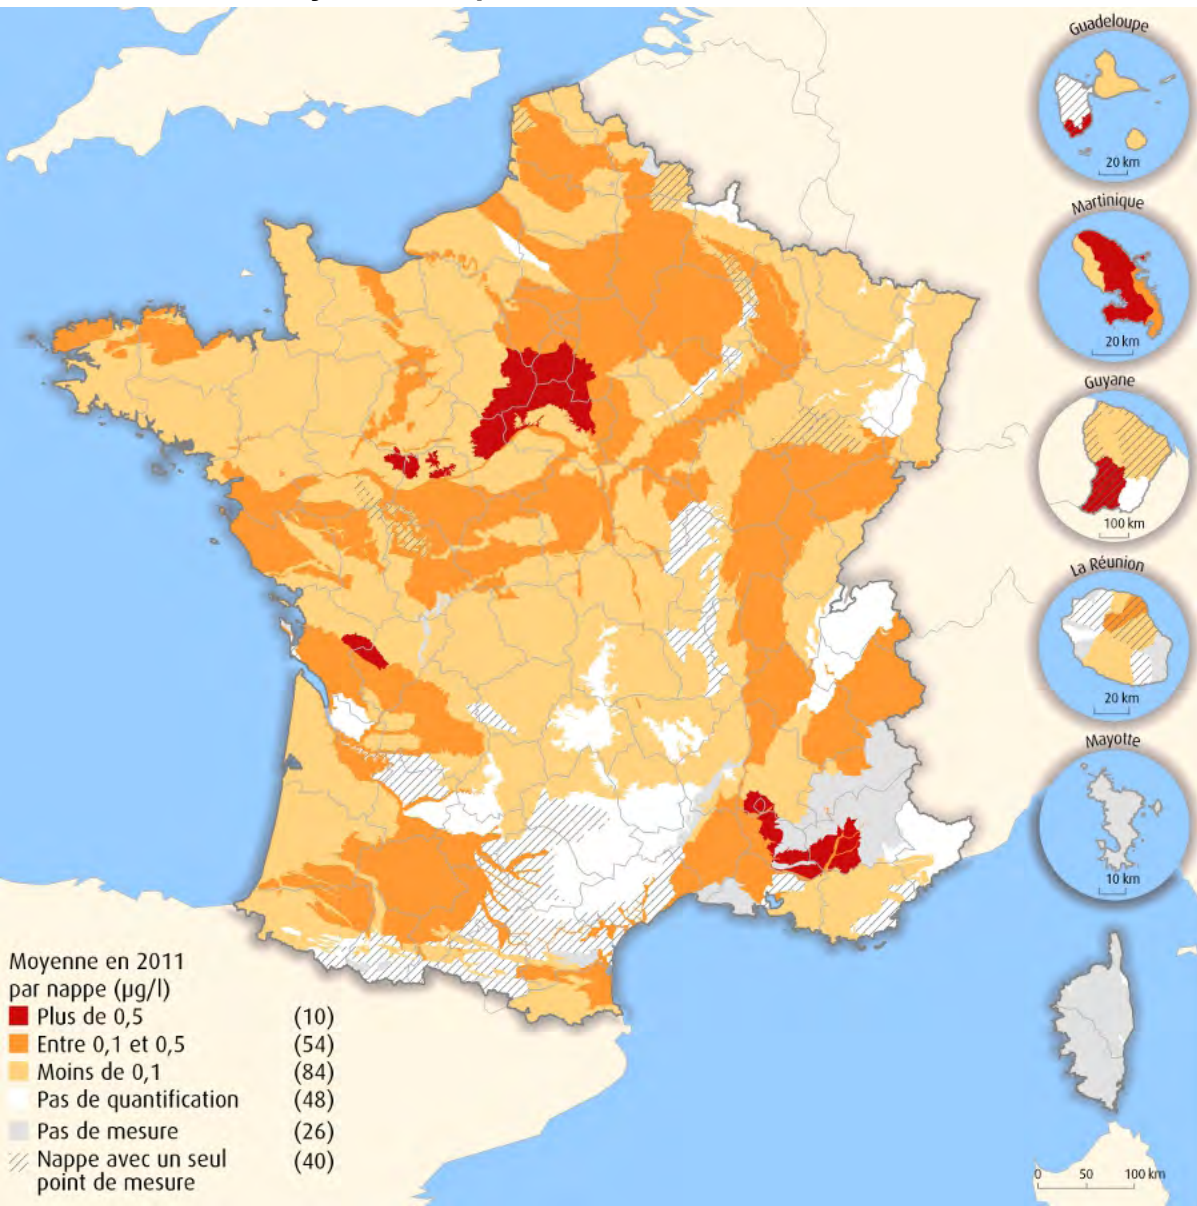 Guadeloupe
20 km
Martinique
20 km
Guyane
100 km
La Réunion
20 km
Mayotte
10 km
Moyenne en 2011
par nappe (µg/l)
Plus de 0,5 (10)
Entre 0,1 et 0,5 (54)
Moins de 0,1 (84)
Pas de quantification (48)
Pas de mesure (26)
Nappe avec un seul (40)
point de mesure
0 50 100 km